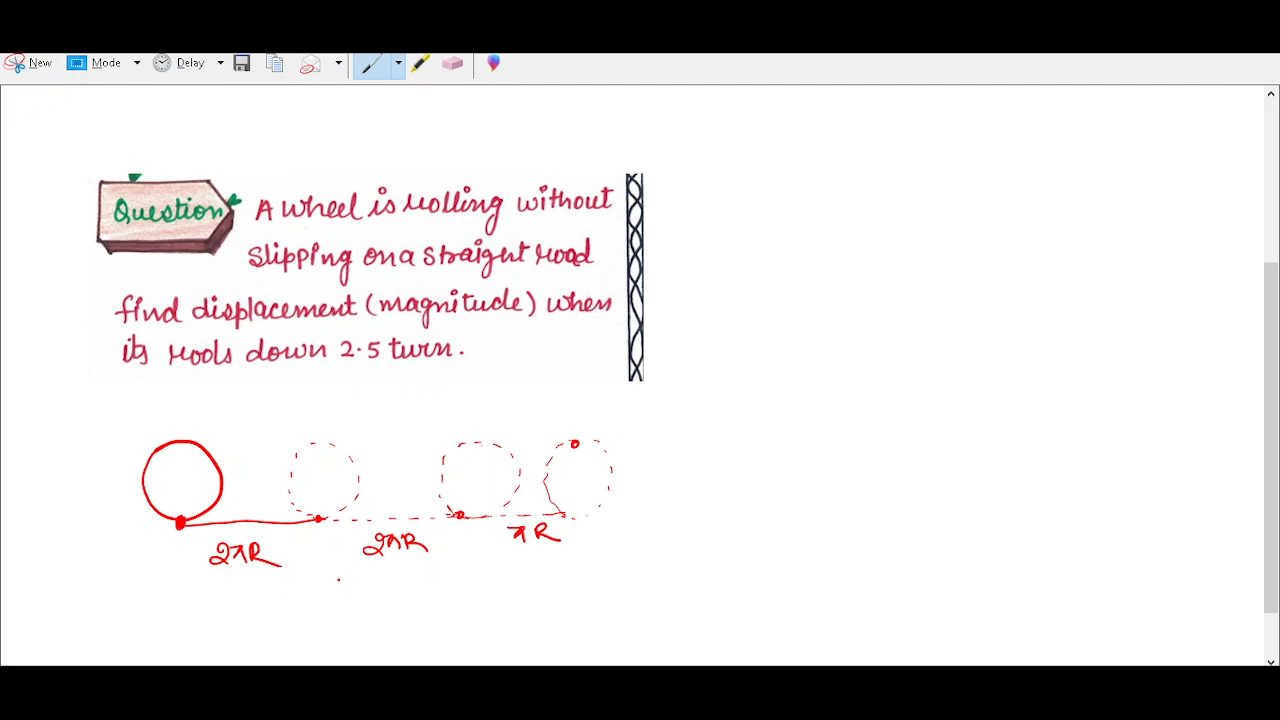 New Mode Delay
Question A wheel is rolling without
slipping on a straight road
find displacement (magnitude) when
its rools down 2.5 turn.
2πR 2πR πR